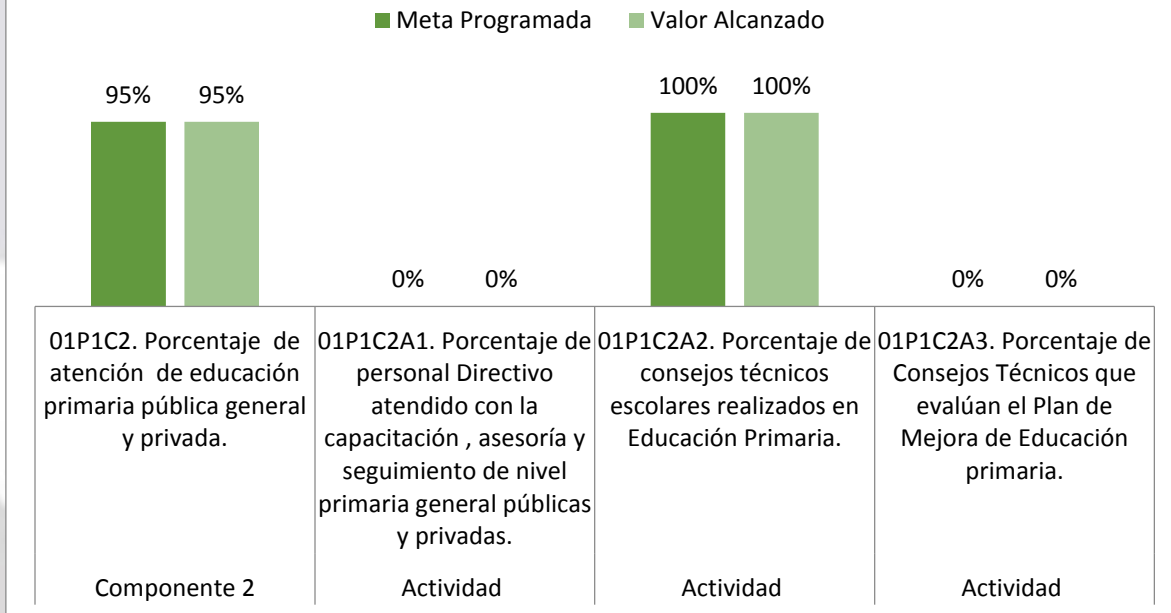 Meta Programada Valor Alcanzado
95% 95%
0% 0%
100% 100%
0% 0%
01P1C2. Porcentaje de
atención de educación
primaria pública general
y privada.
01P1C2A1. Porcentaje de
personal Directivo
atendido con la
capacitación , asesoría y
seguimiento de nivel
primaria general públicas
y privadas.
01P1C2A2. Porcentaje de
consejos técnicos
escolares realizados en
Educación Primaria.
01P1C2A3. Porcentaje de
Consejos Técnicos que
evalúan el Plan de
Mejora de Educación
primaria.
Componente 2
Actividad
Actividad
Actividad